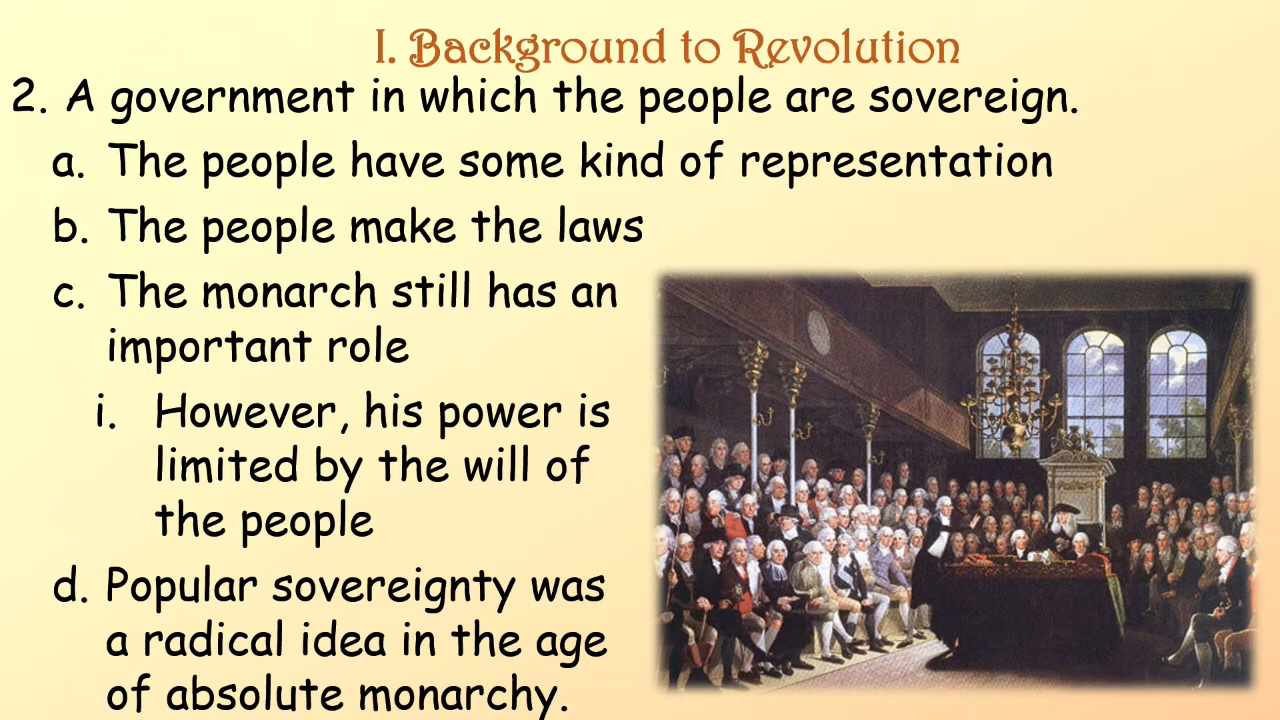 I. Background to Revolution
2. A government in which the people are sovereign.
a. The people have some kind of representation
b. The people make the laws
c. The monarch still has an
important role
i. However, his power is
limited by the will of
the people
d. Popular sovereignty was
a radical idea in the age
of absolute monarchy.